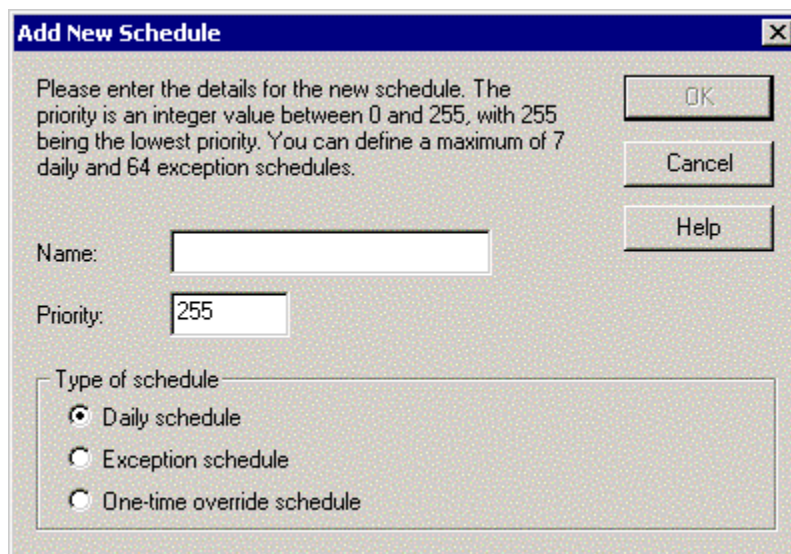 Add New Schedule
Please enter the details for the new schedule. The
priority is an integer value between 0 and 255, with 255
being the lowest priority. You can define a maximum of 7
daily and 64 exception schedules.
OK
Cancel
Help
Name:
Priority: 255
Type of schedule
Daily schedule
Exception schedule
One-time override schedule